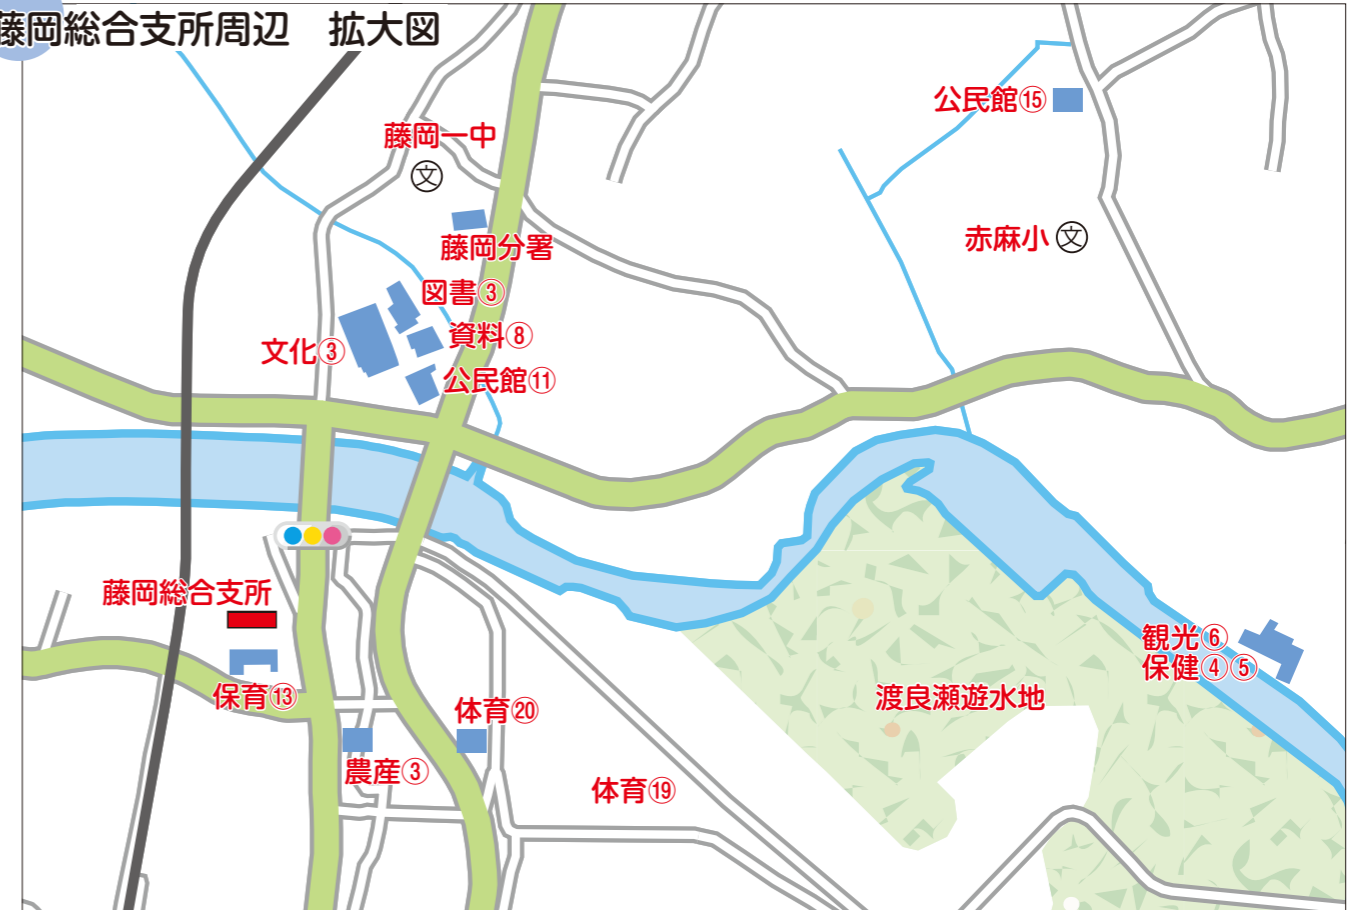 藤岡総合支所周辺　拡大図
公民館⑮
藤岡一中
文
藤岡分署
赤麻小
文
図書③
資料⑧
文化③
公民館⑪
藤岡総合支所
観光⑥
保健④⑤
保育⑬
体育⑳
渡良瀬遊水地
農産③
体育⑲